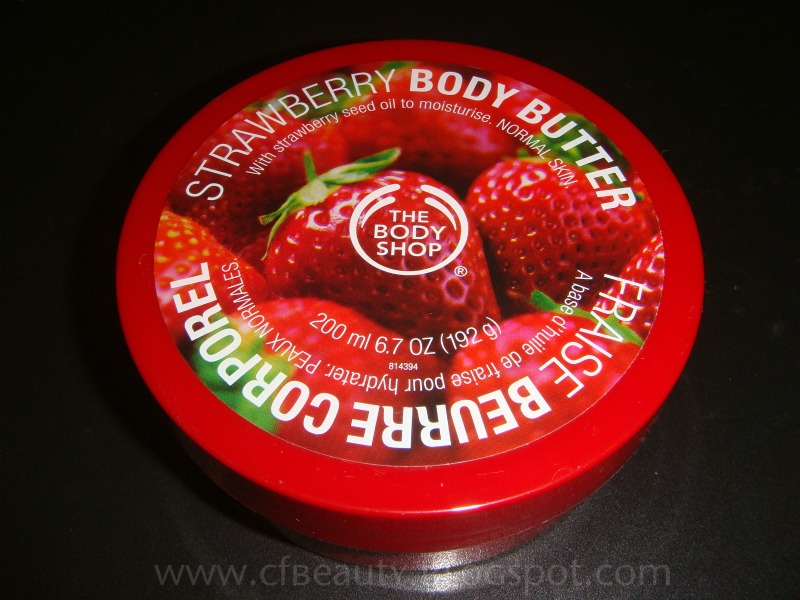 STRAWBERRY BODY BUTTER
With strawberry seed oil to moisturise. NORMAL SKIN.
THE
BODY
SHOP
®
200 ml 6.7 OZ (192 g)
814394
FRAISE BEURRE CORPOREL
A base d'huile de fraise pour hydrater. PEAUX NORMALES.